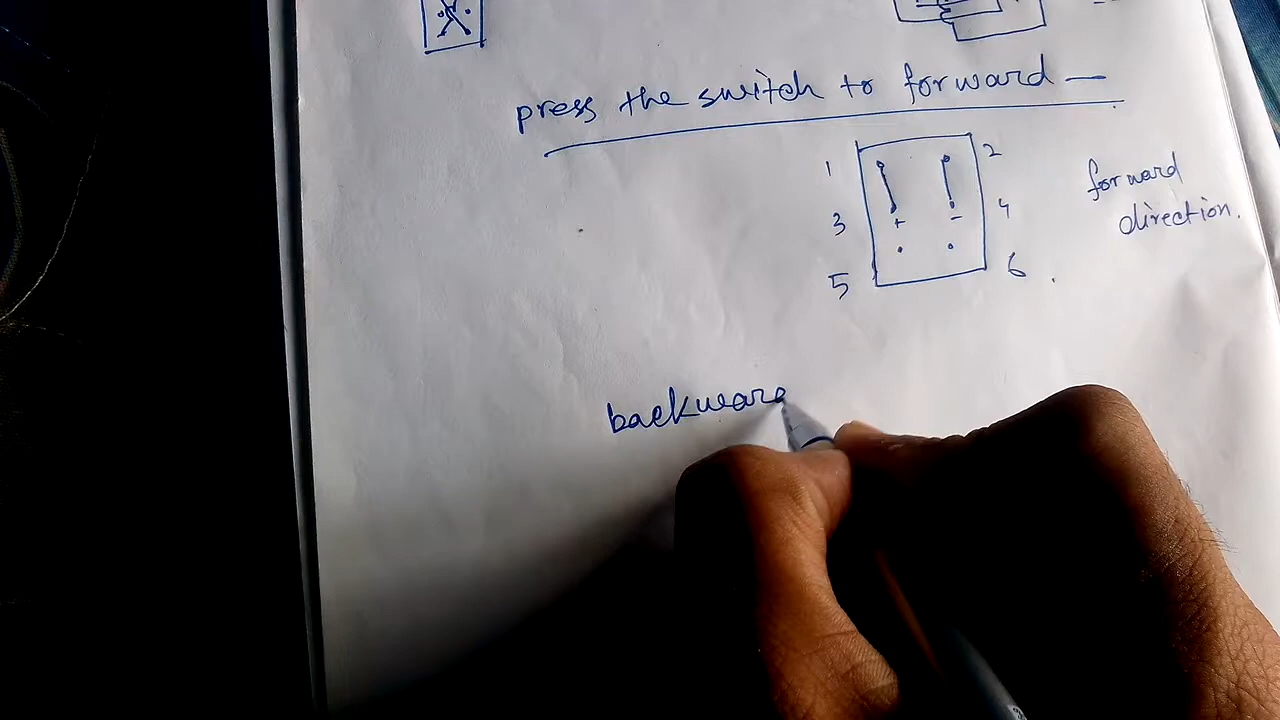 press the switch to forward —
1 2
forward
3 + - 4
direction.
5 6
backward